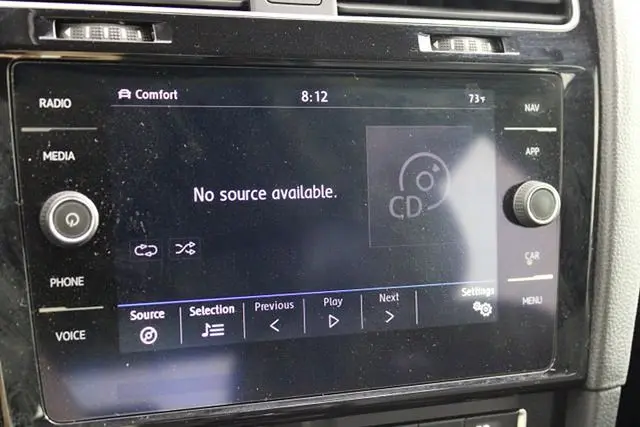 RADIO
MEDIA
PHONE
VOICE
Comfort
8:12
73°F
No source available.
CD
Source
Selection
Previous
Play
Next
Settings
NAV
APP
CAR
MENU